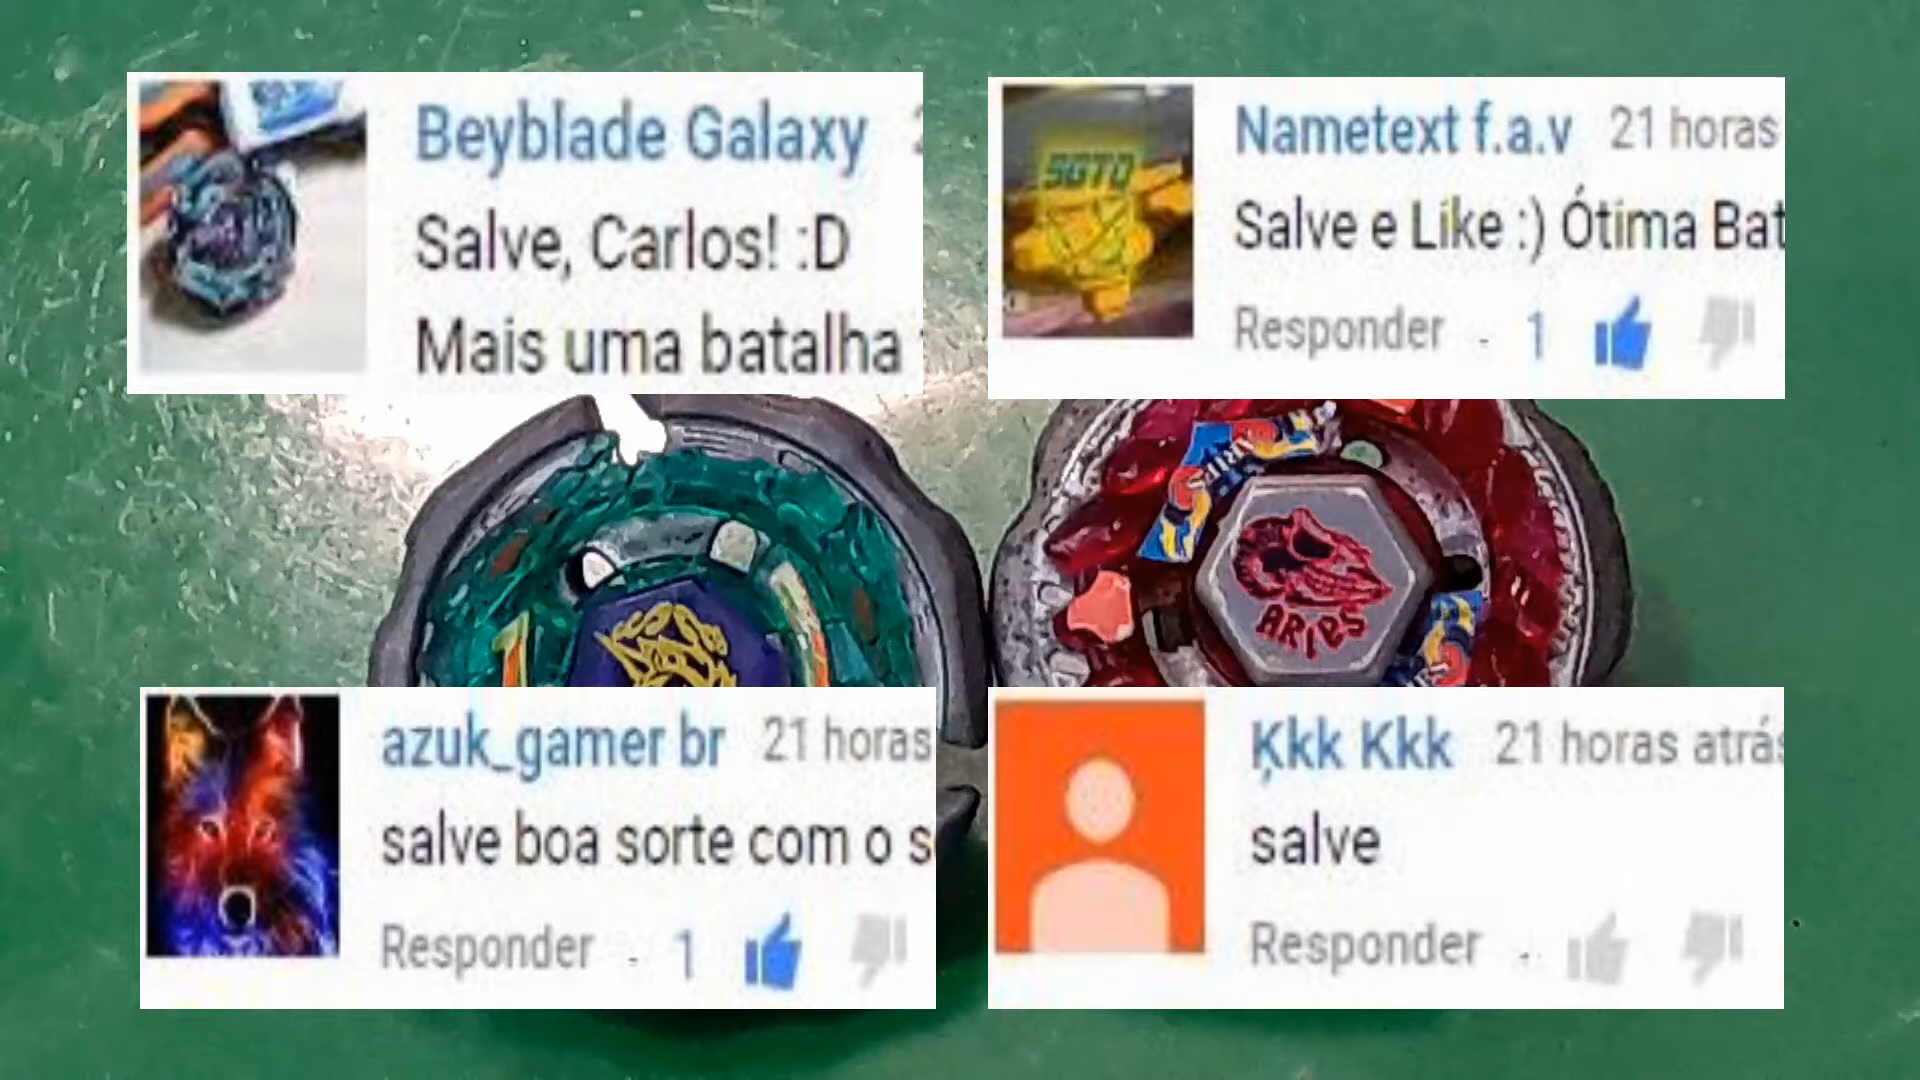 Beyblade Galaxy
Salve, Carlos! :D
Mais uma batalha
SGTO
Nametext f.a.v 21 horas
Salve e Like :) Ótima Bat
Responder 1
ARIES
azuk_gamer br 21 horas
salve boa sorte com o s
Responder 1
Ķkk Kkk 21 horas atrás
salve
Responder